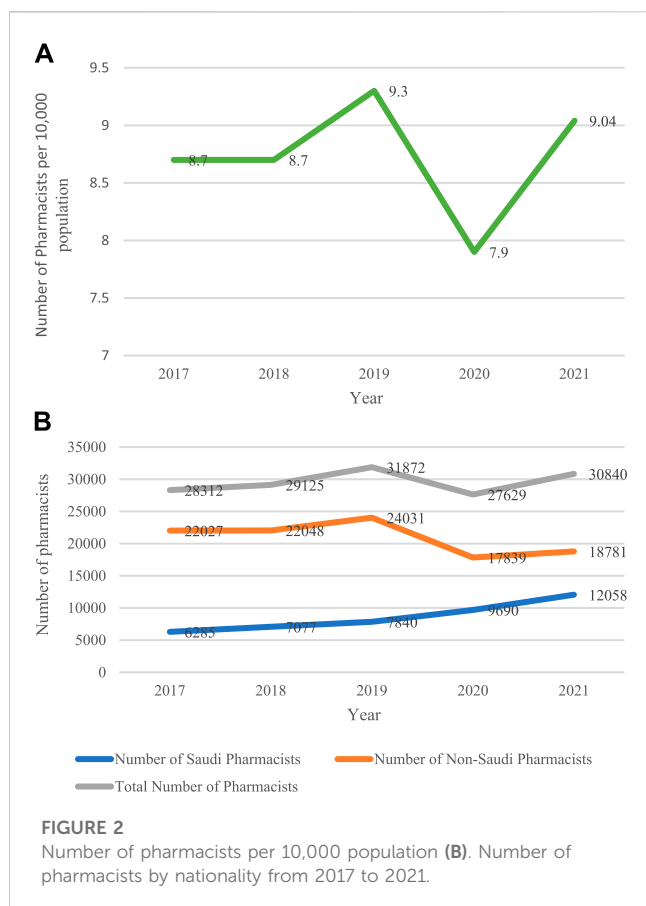 A
9.5
9
8.5
8
7.5
7
Number of Pharmacists per 10,000
population
8.7
8.7
9.3
7.9
9.04
2017 2018 2019 2020 2021
Year
B
35000
30000
25000
20000
15000
10000
5000
0
Number of pharmacists
28312 29125 31872 27629 30840
22027 22048 24031 17839 18781
6285 7077 7840 9690 12058
2017 2018 2019 2020 2021
Year
Number of Saudi Pharmacists Number of Non-Saudi Pharmacists
Total Number of Pharmacists
FIGURE 2
Number of pharmacists per 10,000 population (B). Number of
pharmacists by nationality from 2017 to 2021.